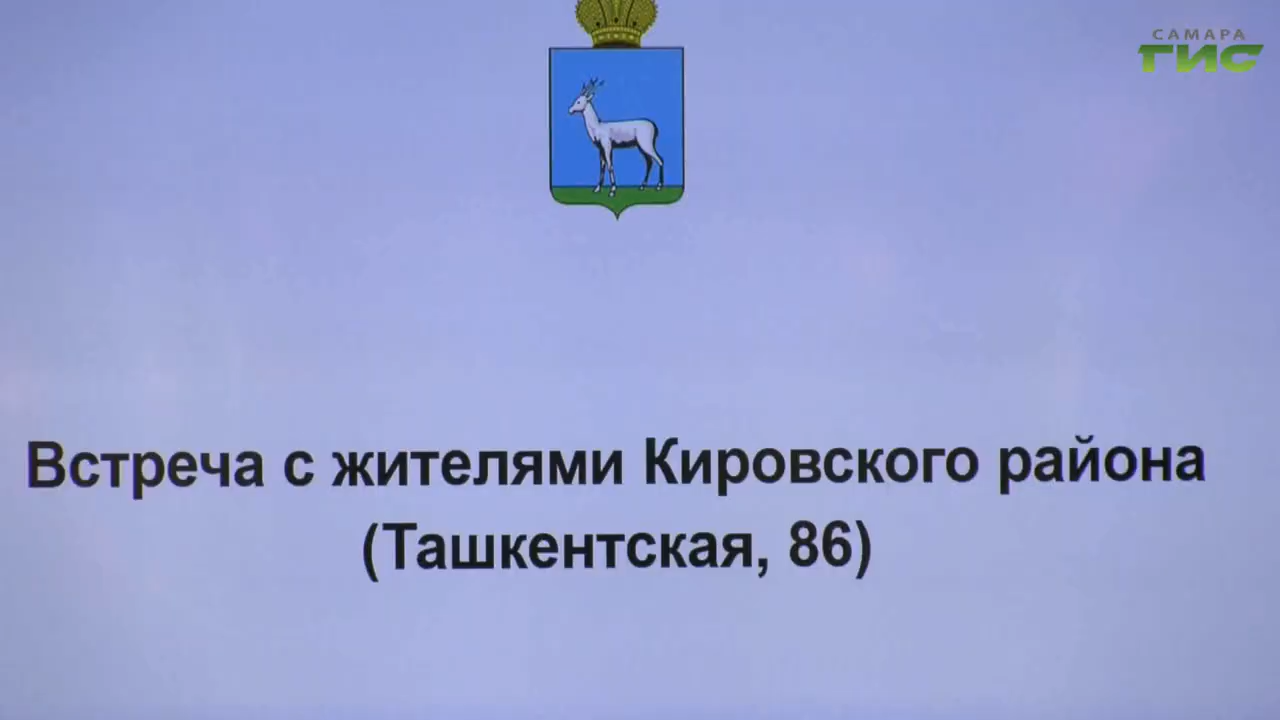 САМАРА
ГИС
Встреча с жителями Кировского района
(Ташкентская, 86)